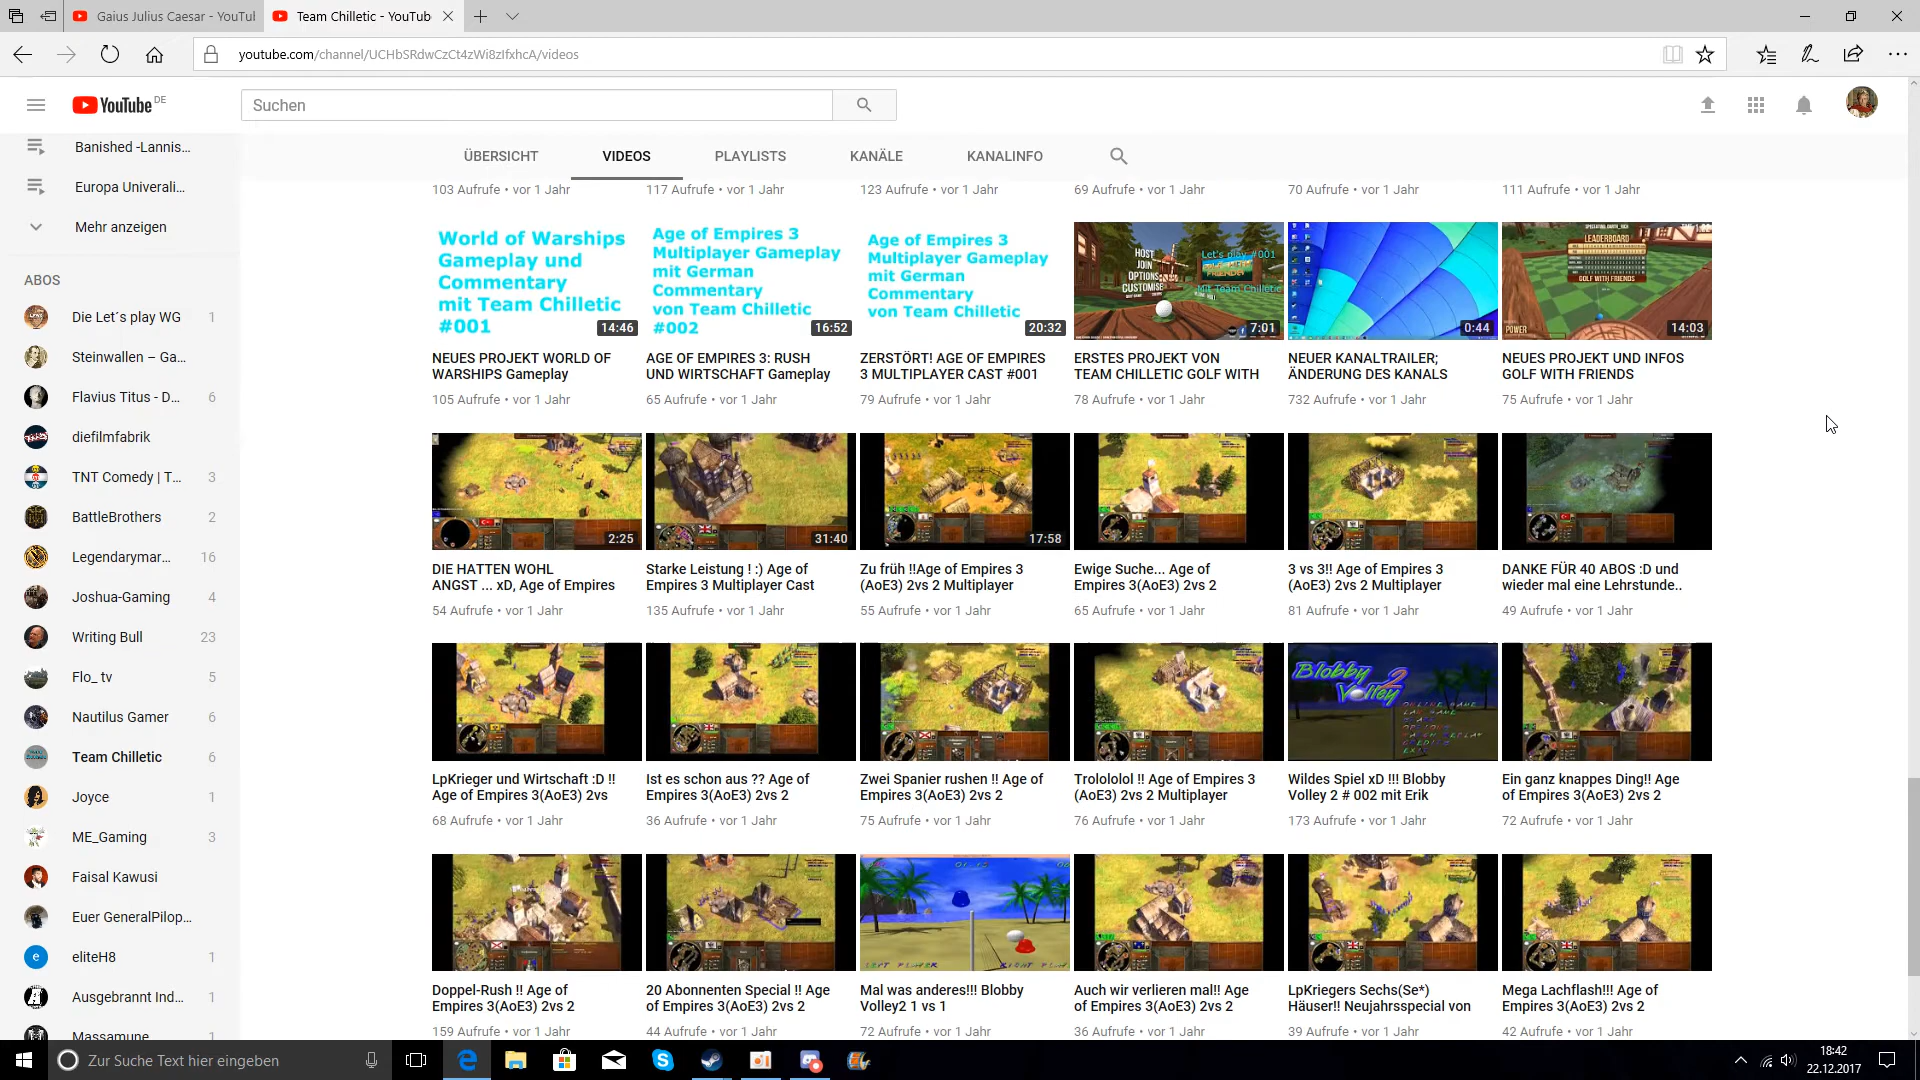 Gaius Julius Caesar - YouTul
Team Chilletic - YouTub
youtube.com/channel/UCHbSRdwCzCt4zWi8zIfxhcA/videos
YouTube DE
Suchen
Banished -Lannis...
Europa Univerali...
Mehr anzeigen
ABOS
Die Let´s play WG 1
Steinwallen – Ga...
Flavius Titus - D... 6
diefilmfabrik
TNT Comedy | T... 3
BattleBrothers 2
Legendarymar... 16
Joshua-Gaming 4
Writing Bull 23
Flo_ tv 5
Nautilus Gamer 6
Team Chilletic 6
Joyce 1
ME_Gaming 3
Faisal Kawusi
Euer GeneralPilop...
e eliteH8 1
Ausgebrannt Ind... 1
Massamune 1
ÜBERSICHT VIDEOS PLAYLISTS KANÄLE KANALINFO
103 Aufrufe • vor 1 Jahr
117 Aufrufe • vor 1 Jahr
123 Aufrufe • vor 1 Jahr
69 Aufrufe • vor 1 Jahr
70 Aufrufe • vor 1 Jahr
111 Aufrufe • vor 1 Jahr
World of Warships
Gameplay und
Commentary
mit Team Chilletic
#001
14:46
NEUES PROJEKT WORLD OF
WARSHIPS Gameplay
105 Aufrufe • vor 1 Jahr
Age of Empires 3
Multiplayer Gameplay
mit German
Commentary
von Team Chilletic
#002
16:52
AGE OF EMPIRES 3: RUSH
UND WIRTSCHAFT Gameplay
65 Aufrufe • vor 1 Jahr
Age of Empires 3
Multiplayer Gameplay
mit German
Commentary
von Team Chilletic
20:32
ZERSTÖRT! AGE OF EMPIRES
3 MULTIPLAYER CAST #001
79 Aufrufe • vor 1 Jahr
HOST
JOIN
OPTIONS
CUSTOMISE
Let's play #001
Mit Team Chilletic
7:01
ERSTES PROJEKT VON
TEAM CHILLETIC GOLF WITH
78 Aufrufe • vor 1 Jahr
0:44
NEUER KANALTRAILER;
ÄNDERUNG DES KANALS
732 Aufrufe • vor 1 Jahr
LEADERBOARD
GOLF WITH FRIENDS
POWER
14:03
NEUES PROJEKT UND INFOS
GOLF WITH FRIENDS
75 Aufrufe • vor 1 Jahr
2:25
DIE HATTEN WOHL
ANGST ... xD, Age of Empires
54 Aufrufe • vor 1 Jahr
31:40
Starke Leistung ! :) Age of
Empires 3 Multiplayer Cast
135 Aufrufe • vor 1 Jahr
17:58
Zu früh !!Age of Empires 3
(AoE3) 2vs 2 Multiplayer
55 Aufrufe • vor 1 Jahr
Ewige Suche... Age of
Empires 3(AoE3) 2vs 2
65 Aufrufe • vor 1 Jahr
3 vs 3!! Age of Empires 3
(AoE3) 2vs 2 Multiplayer
81 Aufrufe • vor 1 Jahr
DANKE FÜR 40 ABOS :D und
wieder mal eine Lehrstunde..
49 Aufrufe • vor 1 Jahr
LpKrieger und Wirtschaft :D !!
Age of Empires 3(AoE3) 2vs
68 Aufrufe • vor 1 Jahr
Ist es schon aus ?? Age of
Empires 3(AoE3) 2vs 2
36 Aufrufe • vor 1 Jahr
Zwei Spanier rushen !! Age of
Empires 3(AoE3) 2vs 2
75 Aufrufe • vor 1 Jahr
Trolololol !! Age of Empires 3
(AoE3) 2vs 2 Multiplayer
76 Aufrufe • vor 1 Jahr
Blobby
Volley 2
Wildes Spiel xD !!! Blobby
Volley 2 # 002 mit Erik
173 Aufrufe • vor 1 Jahr
Ein ganz knappes Ding!! Age
of Empires 3(AoE3) 2vs 2
72 Aufrufe • vor 1 Jahr
Doppel-Rush !! Age of
Empires 3(AoE3) 2vs 2
159 Aufrufe • vor 1 Jahr
20 Abonnenten Special !! Age
of Empires 3(AoE3) 2vs 2
44 Aufrufe • vor 1 Jahr
LEFT PLAYER
Mal was anderes!!! Blobby
Volley2 1 vs 1
72 Aufrufe • vor 1 Jahr
Auch wir verlieren mal!! Age
of Empires 3(AoE3) 2vs 2
36 Aufrufe • vor 1 Jahr
LpKriegers Sechs(Se*)
Häuser!! Neujahrsspecial von
39 Aufrufe • vor 1 Jahr
Mega Lachflash!!! Age of
Empires 3(AoE3) 2vs 2
42 Aufrufe • vor 1 Jahr
Zur Suche Text hier eingeben
18:42
22.12.2017